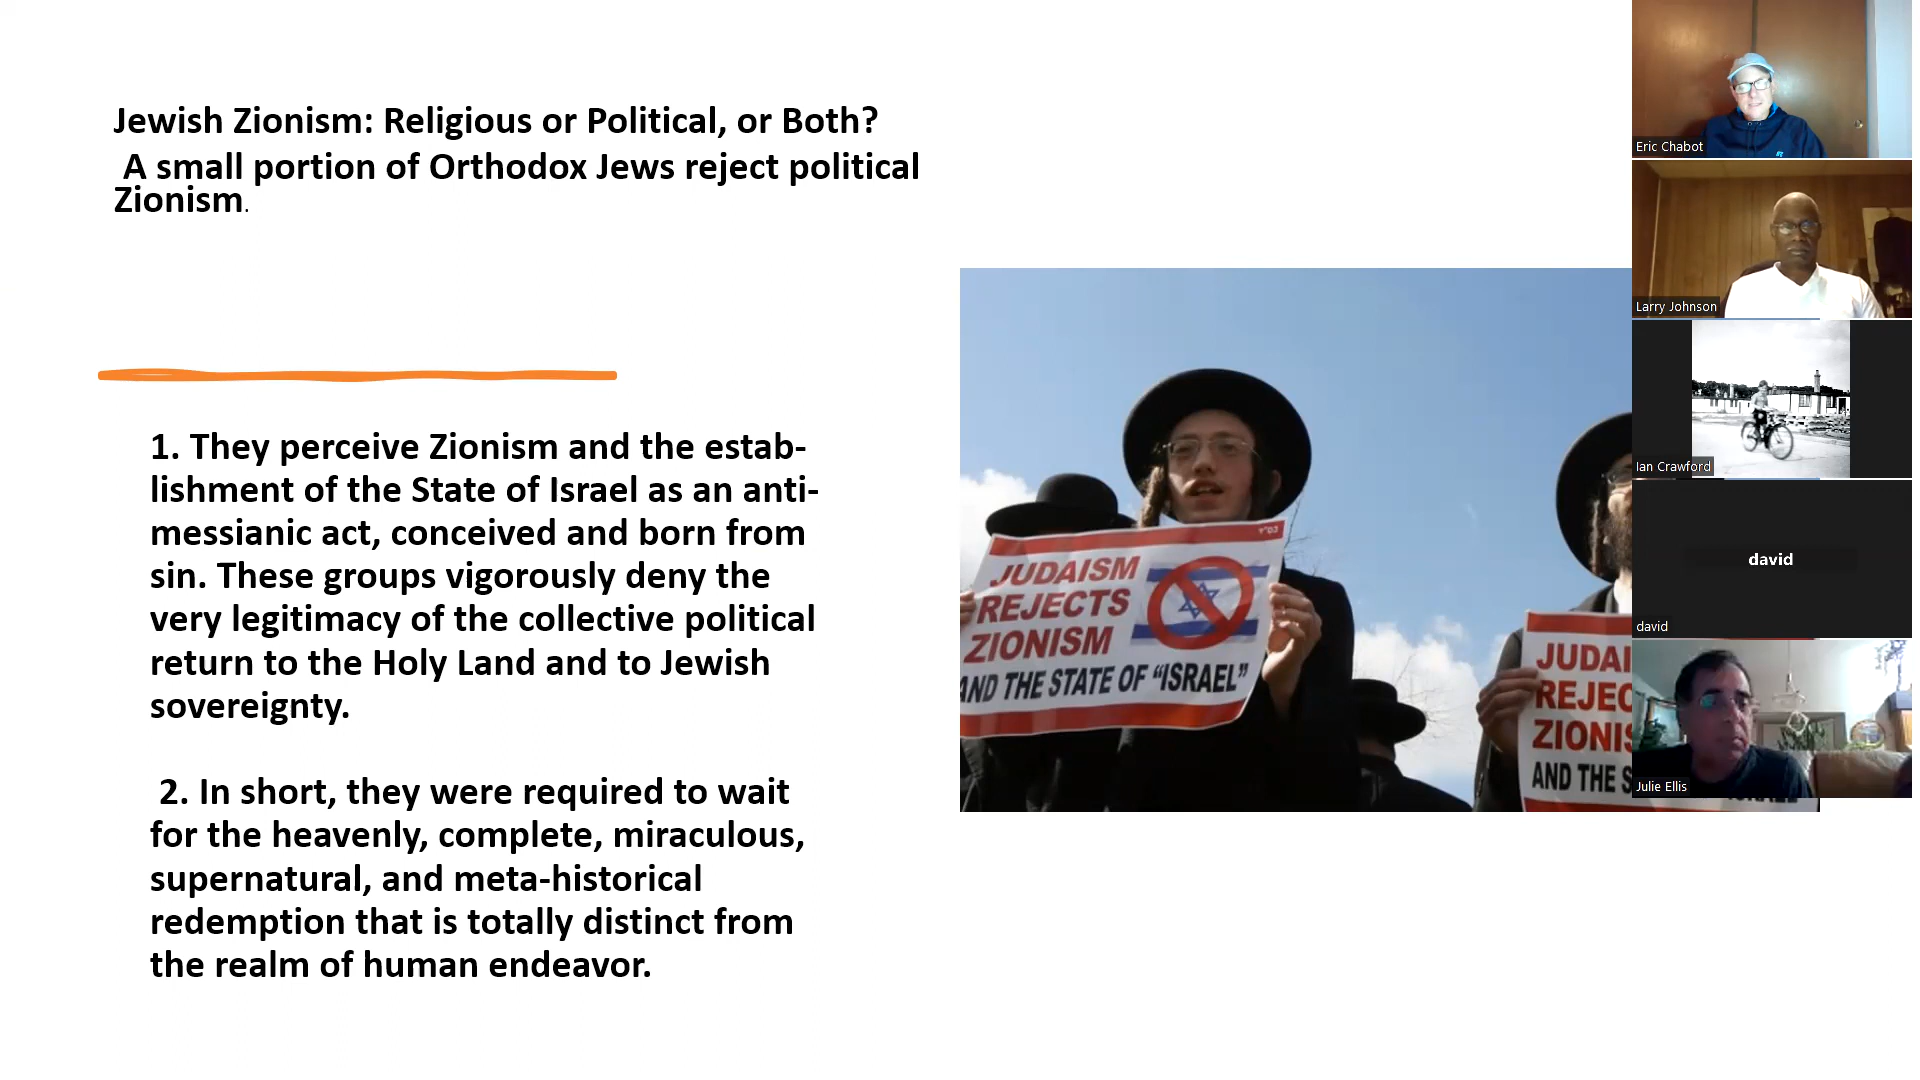 Jewish Zionism: Religious or Political, or Both?
A small portion of Orthodox Jews reject political
Zionism.
1. They perceive Zionism and the estab-
lishment of the State of Israel as an anti-
messianic act, conceived and born from
sin. These groups vigorously deny the
very legitimacy of the collective political
return to the Holy Land and to Jewish
sovereignty.
2. In short, they were required to wait
for the heavenly, complete, miraculous,
supernatural, and meta-historical
redemption that is totally distinct from
the realm of human endeavor.
בס"ד
JUDAISM
REJECTS
ZIONISM
AND THE STATE OF “ISRAEL”
JUDAI
REJEC
ZIONIS
AND THE S
Eric Chabot
Larry Johnson
Ian Crawford
david
david
Julie Ellis